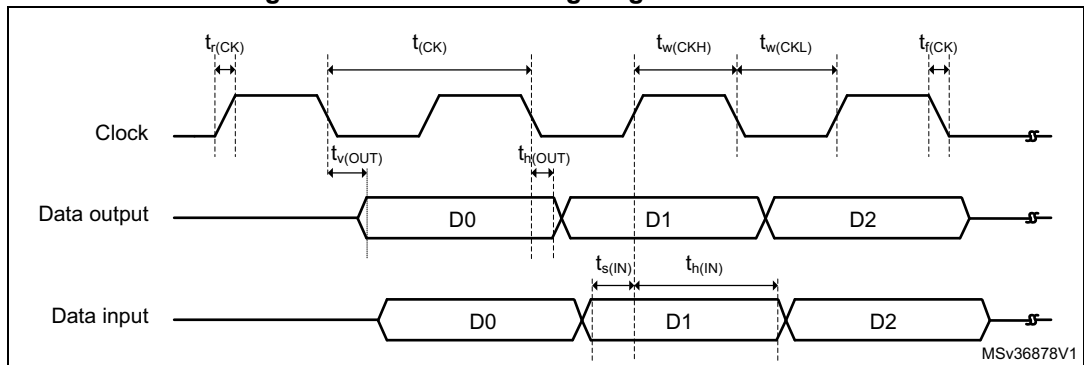 t_r(CK) t_(CK) t_w(CKH) t_w(CKL) t_f(CK)
Clock
t_v(OUT) t_h(OUT)
Data output D0 D1 D2
t_s(IN) t_h(IN)
Data input D0 D1 D2
MSv36878V1